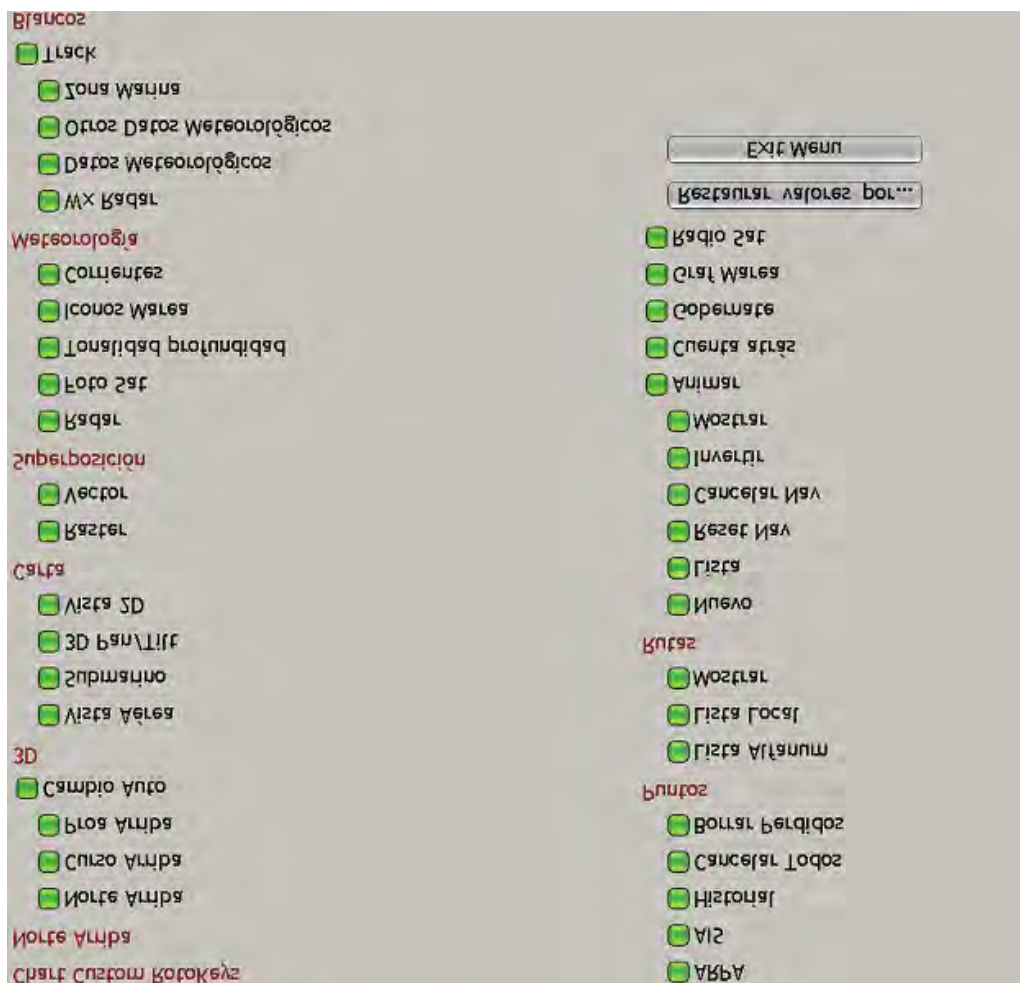 Chart Custom RotoKeys
Norte Arriba
Norte Arriba
Curso Arriba
Proa Arriba
Cambio Auto
3D
Vista Aérea
Submarino
3D Pan/Tilt
Vista 2D
Carta
Raster
Vector
Superposición
Radar
Foto Sat
Tonalidad profundidad
Iconos Marea
Corrientes
Meteorología
Wx Radar
Datos Meteorológicos
Otros Datos Meteorológicos
Zona Marina
Track
Blancos
ARPA
AIS
Historial
Cancelar Todos
Borrar Perdidos
Puntos
Lista Alfanum
Lista Local
Mostrar
Rutas
Nuevo
Lista
Reset Nav
Cancelar Nav
Invertir
Mostrar
Animar
Cuenta atrás
Gobernate
Graf Marea
Radio Sat
Restaurar valores por...
Exit Menu